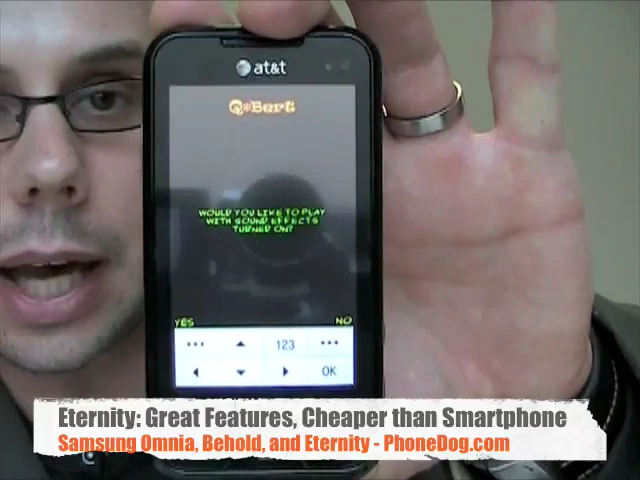 at&t
Q*Bert
WOULD YOU LIKE TO PLAY
WITH SOUND EFFECTS
TURNED ON?
YES NO
••• ▲ 123 •••
◀ ▼ ▶ OK
Eternity: Great Features, Cheaper than Smartphone
Samsung Omnia, Behold, and Eternity - PhoneDog.com